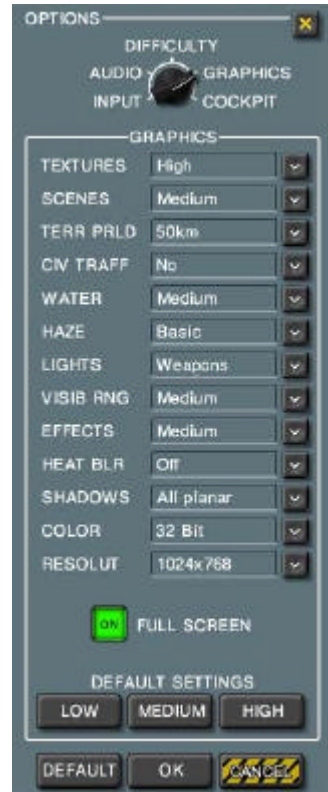 OPTIONS
DIFFICULTY
AUDIO GRAPHICS
INPUT COCKPIT
GRAPHICS
TEXTURES High
SCENES Medium
TERR PRLD 50km
CIV TRAFF No
WATER Medium
HAZE Basic
LIGHTS Weapons
VISIB RNG Medium
EFFECTS Medium
HEAT BLR Off
SHADOWS All planar
COLOR 32 Bit
RESOLUT 1024x768
ON FULL SCREEN
DEFAULT SETTINGS
LOW MEDIUM HIGH
DEFAULT OK CANCEL